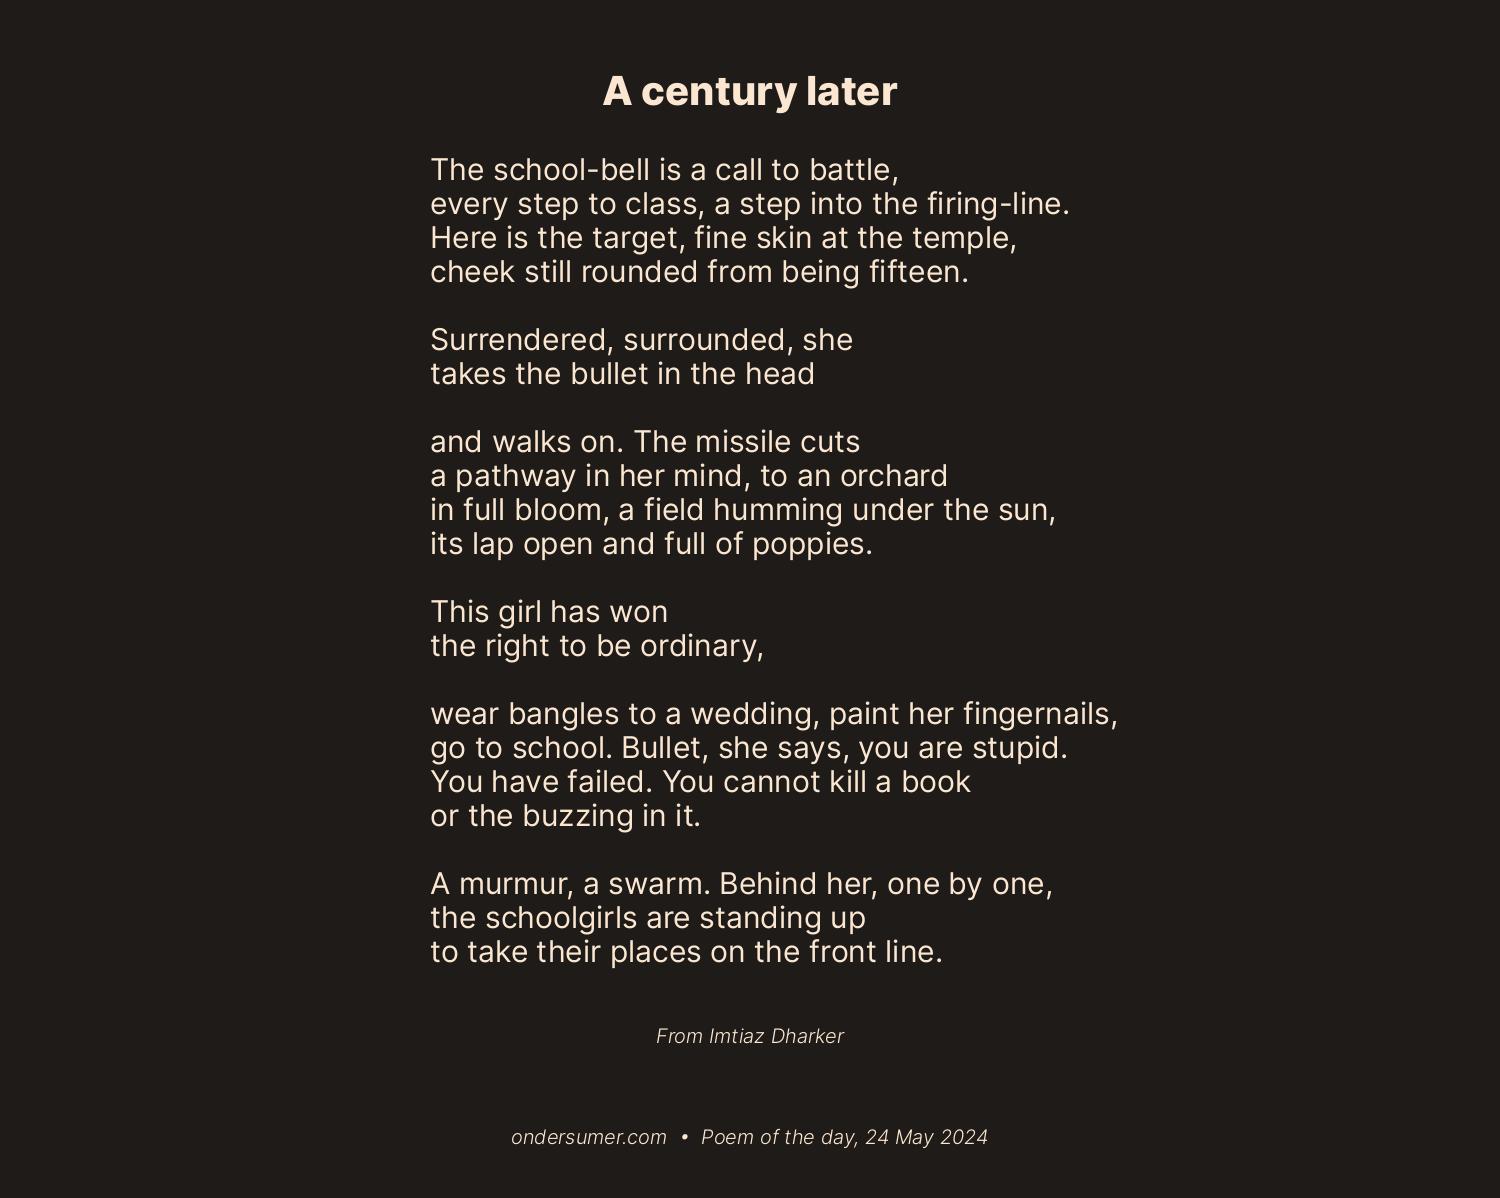 A century later
The school-bell is a call to battle,
every step to class, a step into the firing-line.
Here is the target, fine skin at the temple,
cheek still rounded from being fifteen.
Surrendered, surrounded, she
takes the bullet in the head
and walks on. The missile cuts
a pathway in her mind, to an orchard
in full bloom, a field humming under the sun,
its lap open and full of poppies.
This girl has won
the right to be ordinary,
wear bangles to a wedding, paint her fingernails,
go to school. Bullet, she says, you are stupid.
You have failed. You cannot kill a book
or the buzzing in it.
A murmur, a swarm. Behind her, one by one,
the schoolgirls are standing up
to take their places on the front line.
From Imtiaz Dharker
ondersumer.com • Poem of the day, 24 May 2024